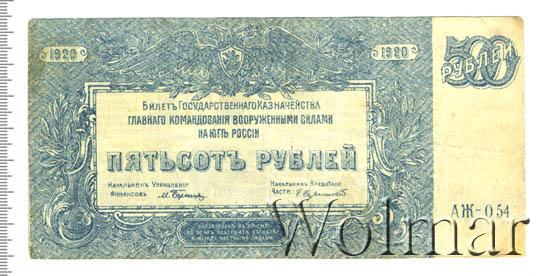 1920 1920
500
РУБЛЕЙ
БИЛЕТЪ ГОСУДАРСТВЕННАГО КАЗНАЧЕЙСТВА
ГЛАВНАГО КОМАНДОВАНІЯ ВООРУЖЕННЫМИ СИЛАМИ
НА ЮГѢ РОССІИ
ПЯТЬСОТЪ РУБЛЕЙ
НАЧАЛЬНИКЪ УПРАВЛЕНІЯ НАЧАЛЬНИКЪ КРЕДИТНОЙ
ФИНАНСОВЪ ЧАСТИ
АЖ-054
Wolmar